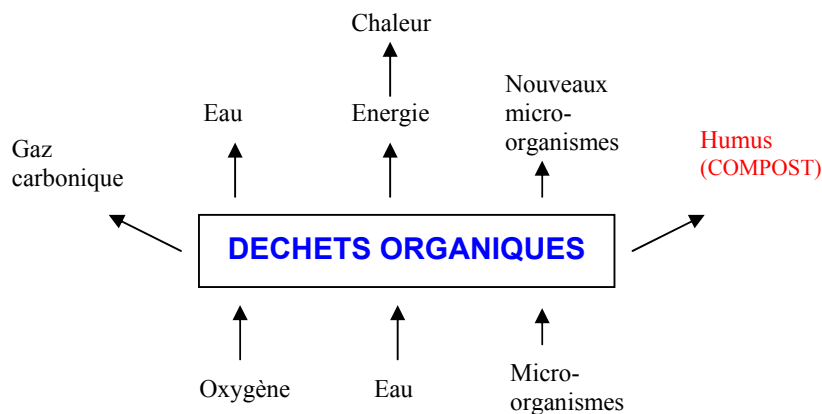 Chaleur
Eau
Energie
Nouveaux
micro-
organismes
Gaz
carbonique
Humus
(COMPOST)
DECHETS ORGANIQUES
Oxygène
Eau
Micro-
organismes